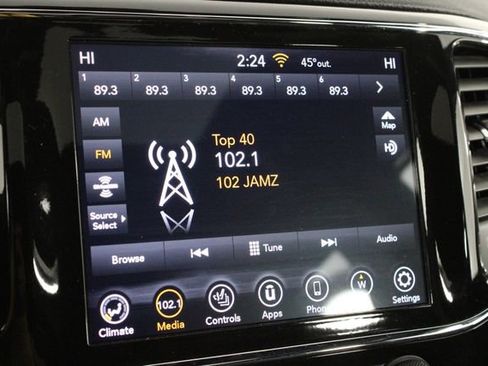 HI 2:24 45°out. HI
1 2 3 4 5 6
89.3 89.3 89.3 89.3 89.3 89.3
AM
Map
Top 40
FM
102.1
102 JAMZ
Source
Select
Browse Tune Audio
102.1 W
Climate Media Controls Apps Phone Settings